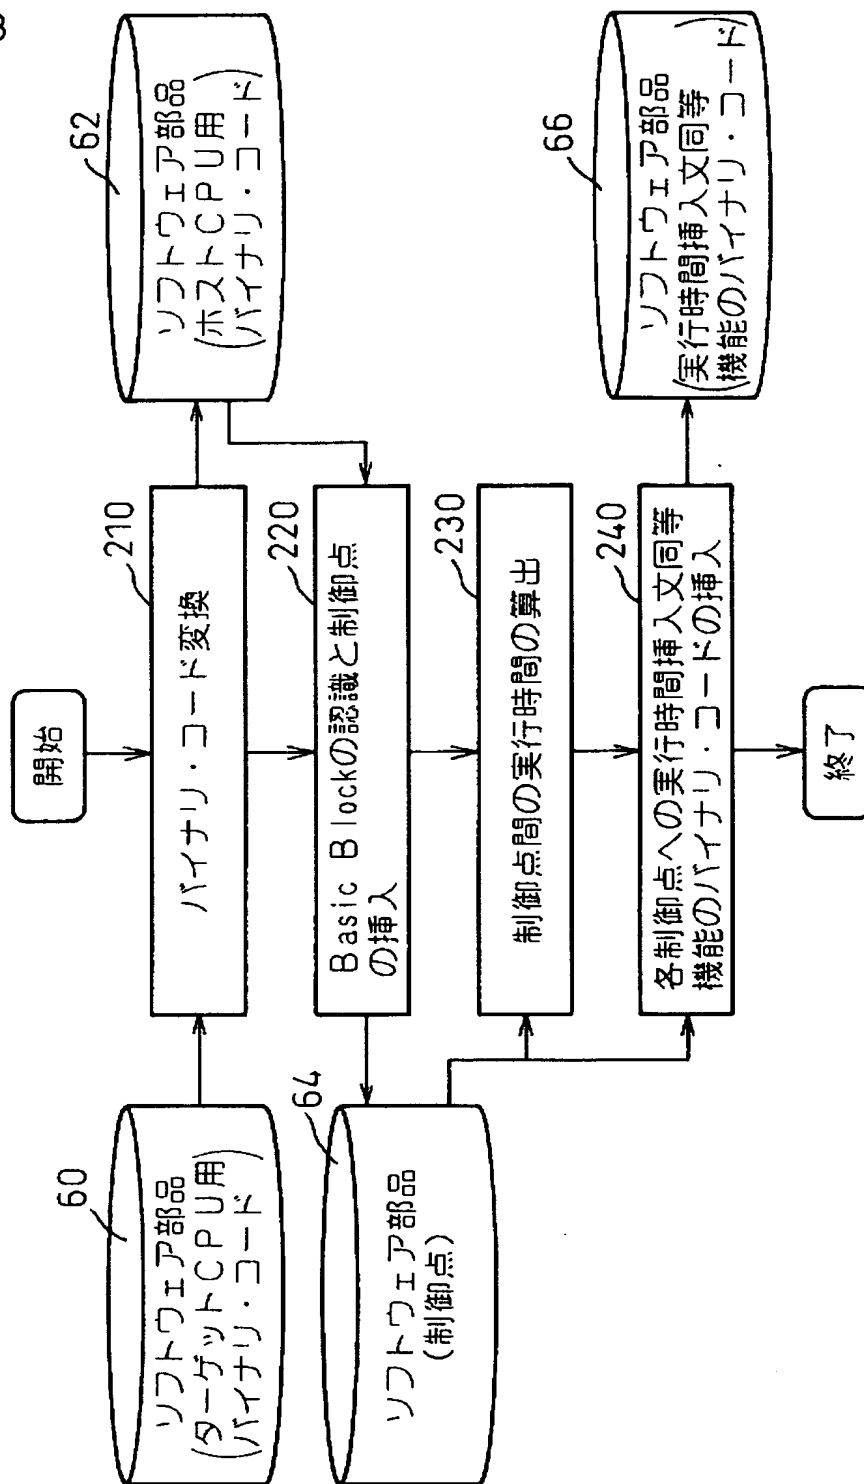 開始
210
バイナリ・コード変換
220
Basic Blockの認識と制御点
の挿入
230
制御点間の実行時間の算出
240
各制御点への実行時間挿入文同等
機能のバイナリ・コードの挿入
終了
60
ソフトウェア部品
(ターゲットCPU用
バイナリ・コード)
64
ソフトウェア部品
(制御点)
62
ソフトウェア部品
(ホストCPU用
バイナリ・コード)
66
ソフトウェア部品
(実行時間挿入文同等
機能のバイナリ・コード)